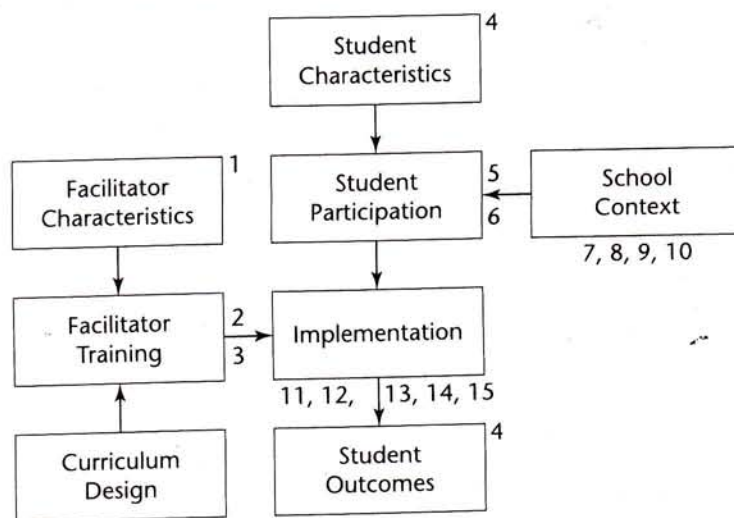 4
Student
Characteristics
1
Facilitator
Characteristics
Student
Participation
5
6
School
Context
7, 8, 9, 10
Facilitator
Training
2
3
Implementation
11, 12, 13, 14, 15
Curriculum
Design
4
Student
Outcomes